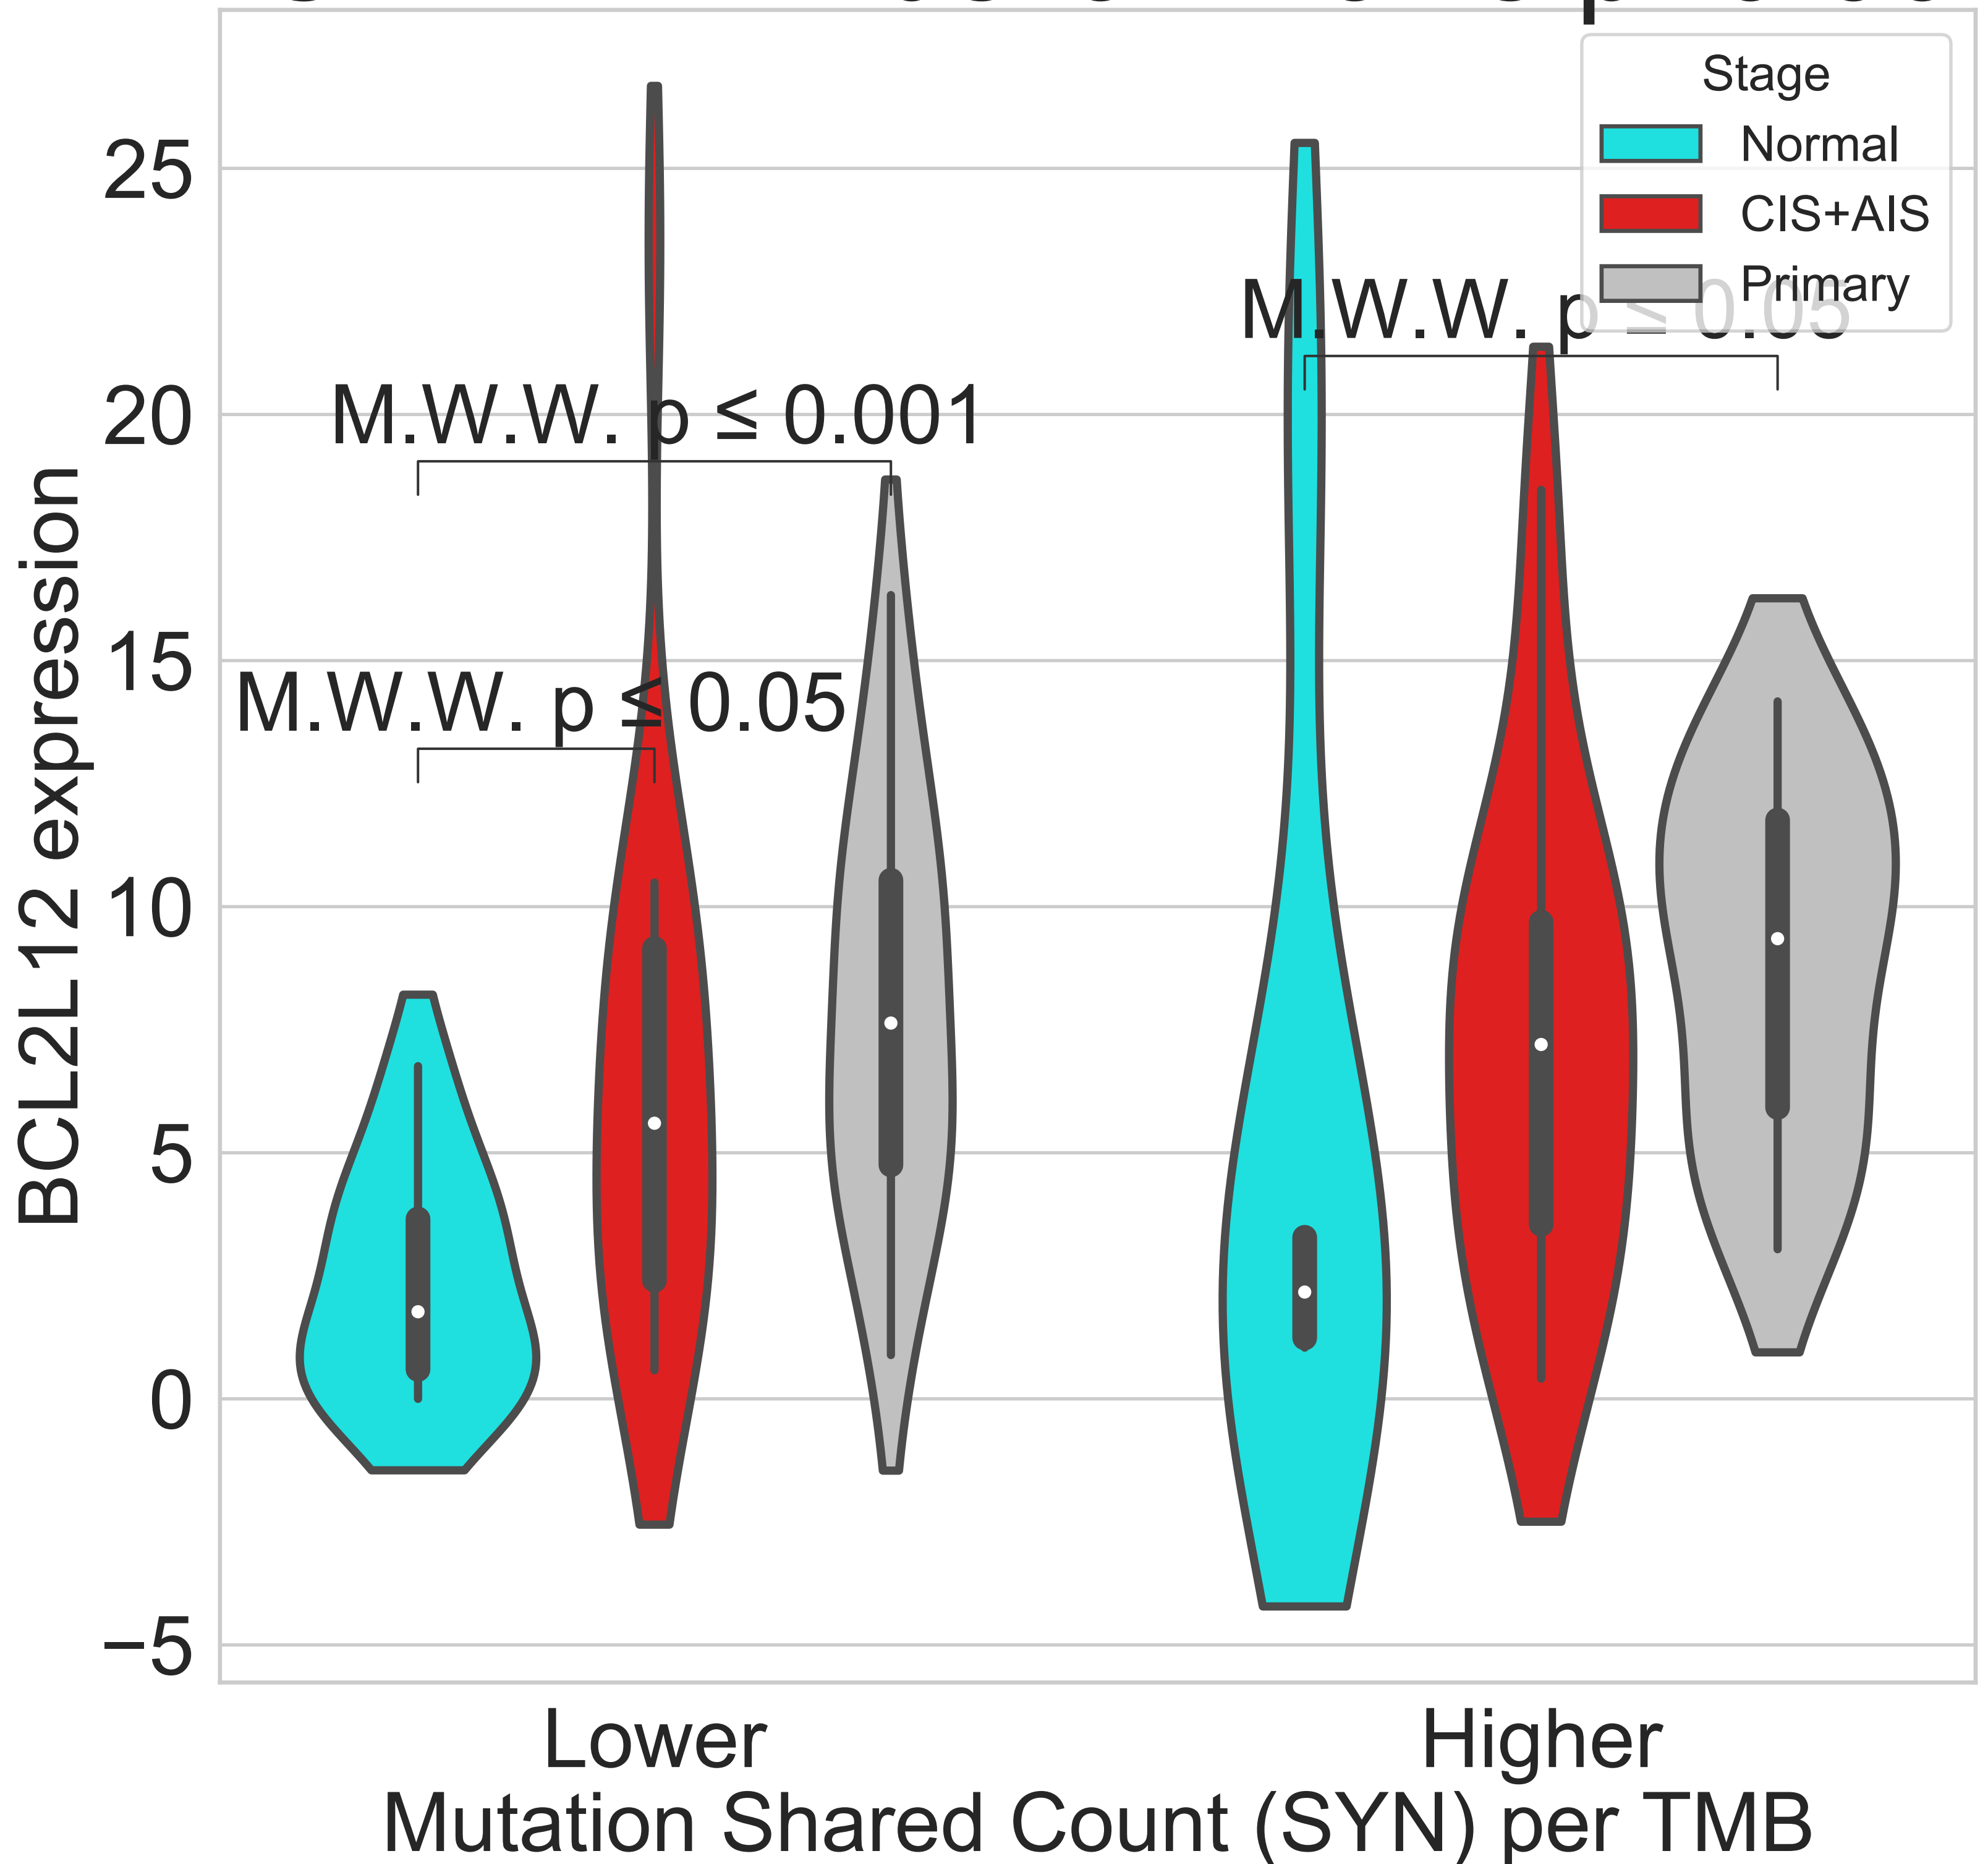 Stage
Normal
CIS+AIS
Primary
M.W.W. p ≤ 0.05
M.W.W. p ≤ 0.001
M.W.W. p ≤ 0.05
25
20
15
10
5
0
−5
BCL2L12 expression
Lower
Higher
Mutation Shared Count (SYN) per TMB